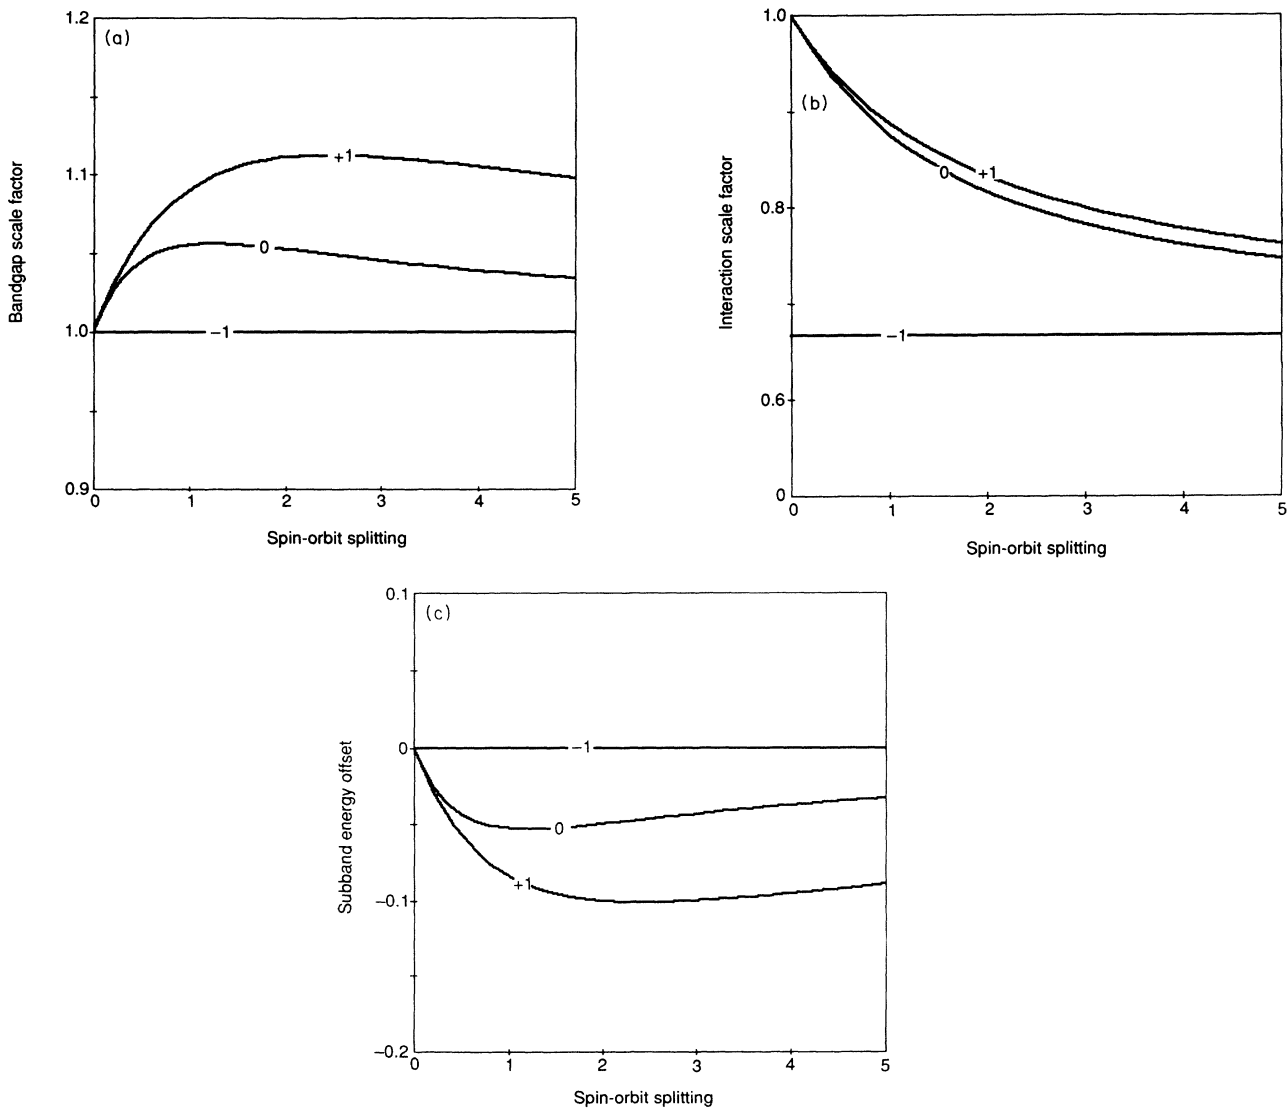 (a)
1.2
1.1
1.0
0.9
+1
0
−1
0 1 2 3 4 5
Bandgap scale factor
Spin-orbit splitting
(b)
1.0
0.8
0.6
0
+1
0
−1
0 1 2 3 4 5
Interaction scale factor
Spin-orbit splitting
(c)
0.1
0
−0.1
−0.2
−1
0
+1
0 1 2 3 4 5
Subband energy offset
Spin-orbit splitting